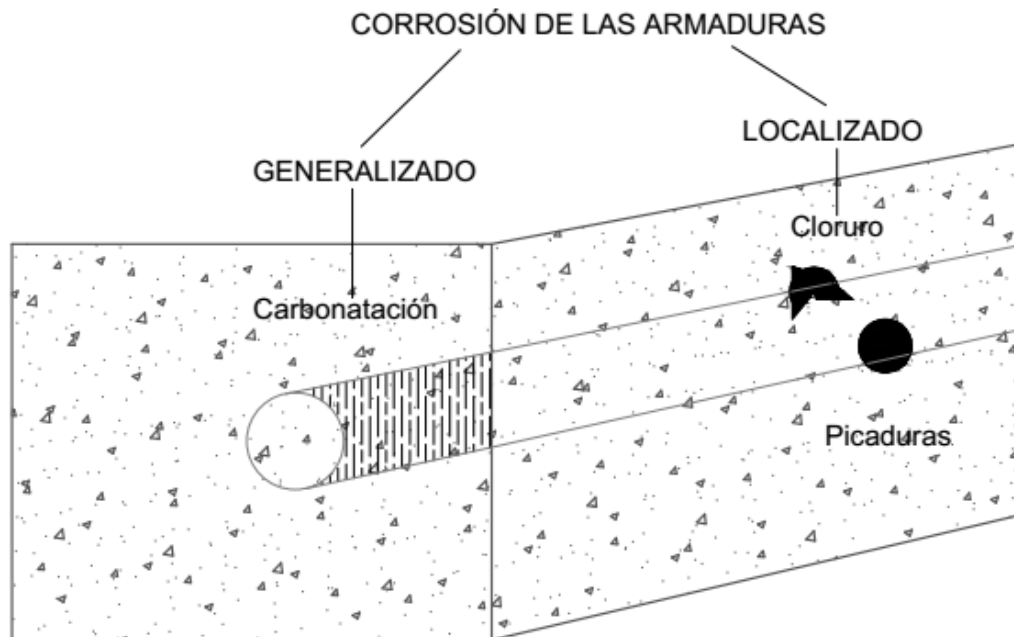 CORROSIÓN DE LAS ARMADURAS
LOCALIZADO
GENERALIZADO
Cloruro
Carbonatación
Picaduras